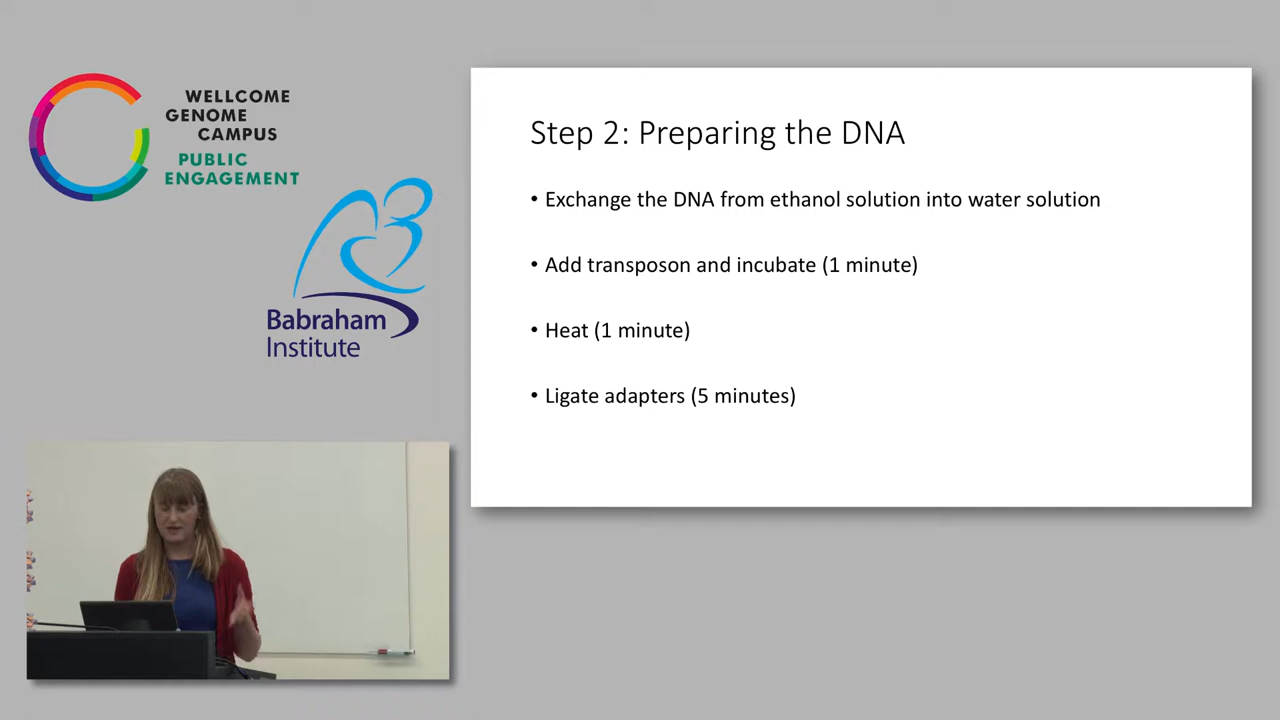 WELLCOME
GENOME
CAMPUS
PUBLIC
ENGAGEMENT
Babraham
Institute
Step 2: Preparing the DNA
• Exchange the DNA from ethanol solution into water solution
• Add transposon and incubate (1 minute)
• Heat (1 minute)
• Ligate adapters (5 minutes)